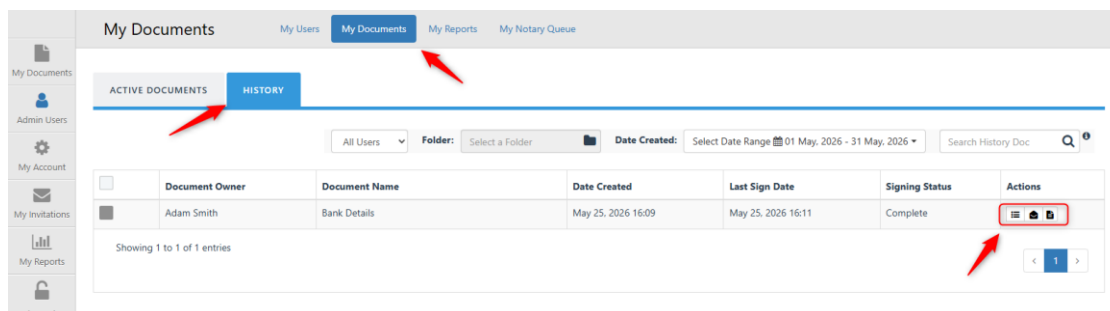 My Documents My Users My Documents My Reports My Notary Queue
My Documents
Admin Users
My Account
My Invitations
My Reports
ACTIVE DOCUMENTS HISTORY
All Users Folder: Select a Folder Date Created: Select Date Range 01 May, 2026 - 31 May, 2026 Search History Doc
Document Owner Document Name Date Created Last Sign Date Signing Status Actions
Adam Smith Bank Details May 25, 2026 16:09 May 25, 2026 16:11 Complete
Showing 1 to 1 of 1 entries
< 1 >